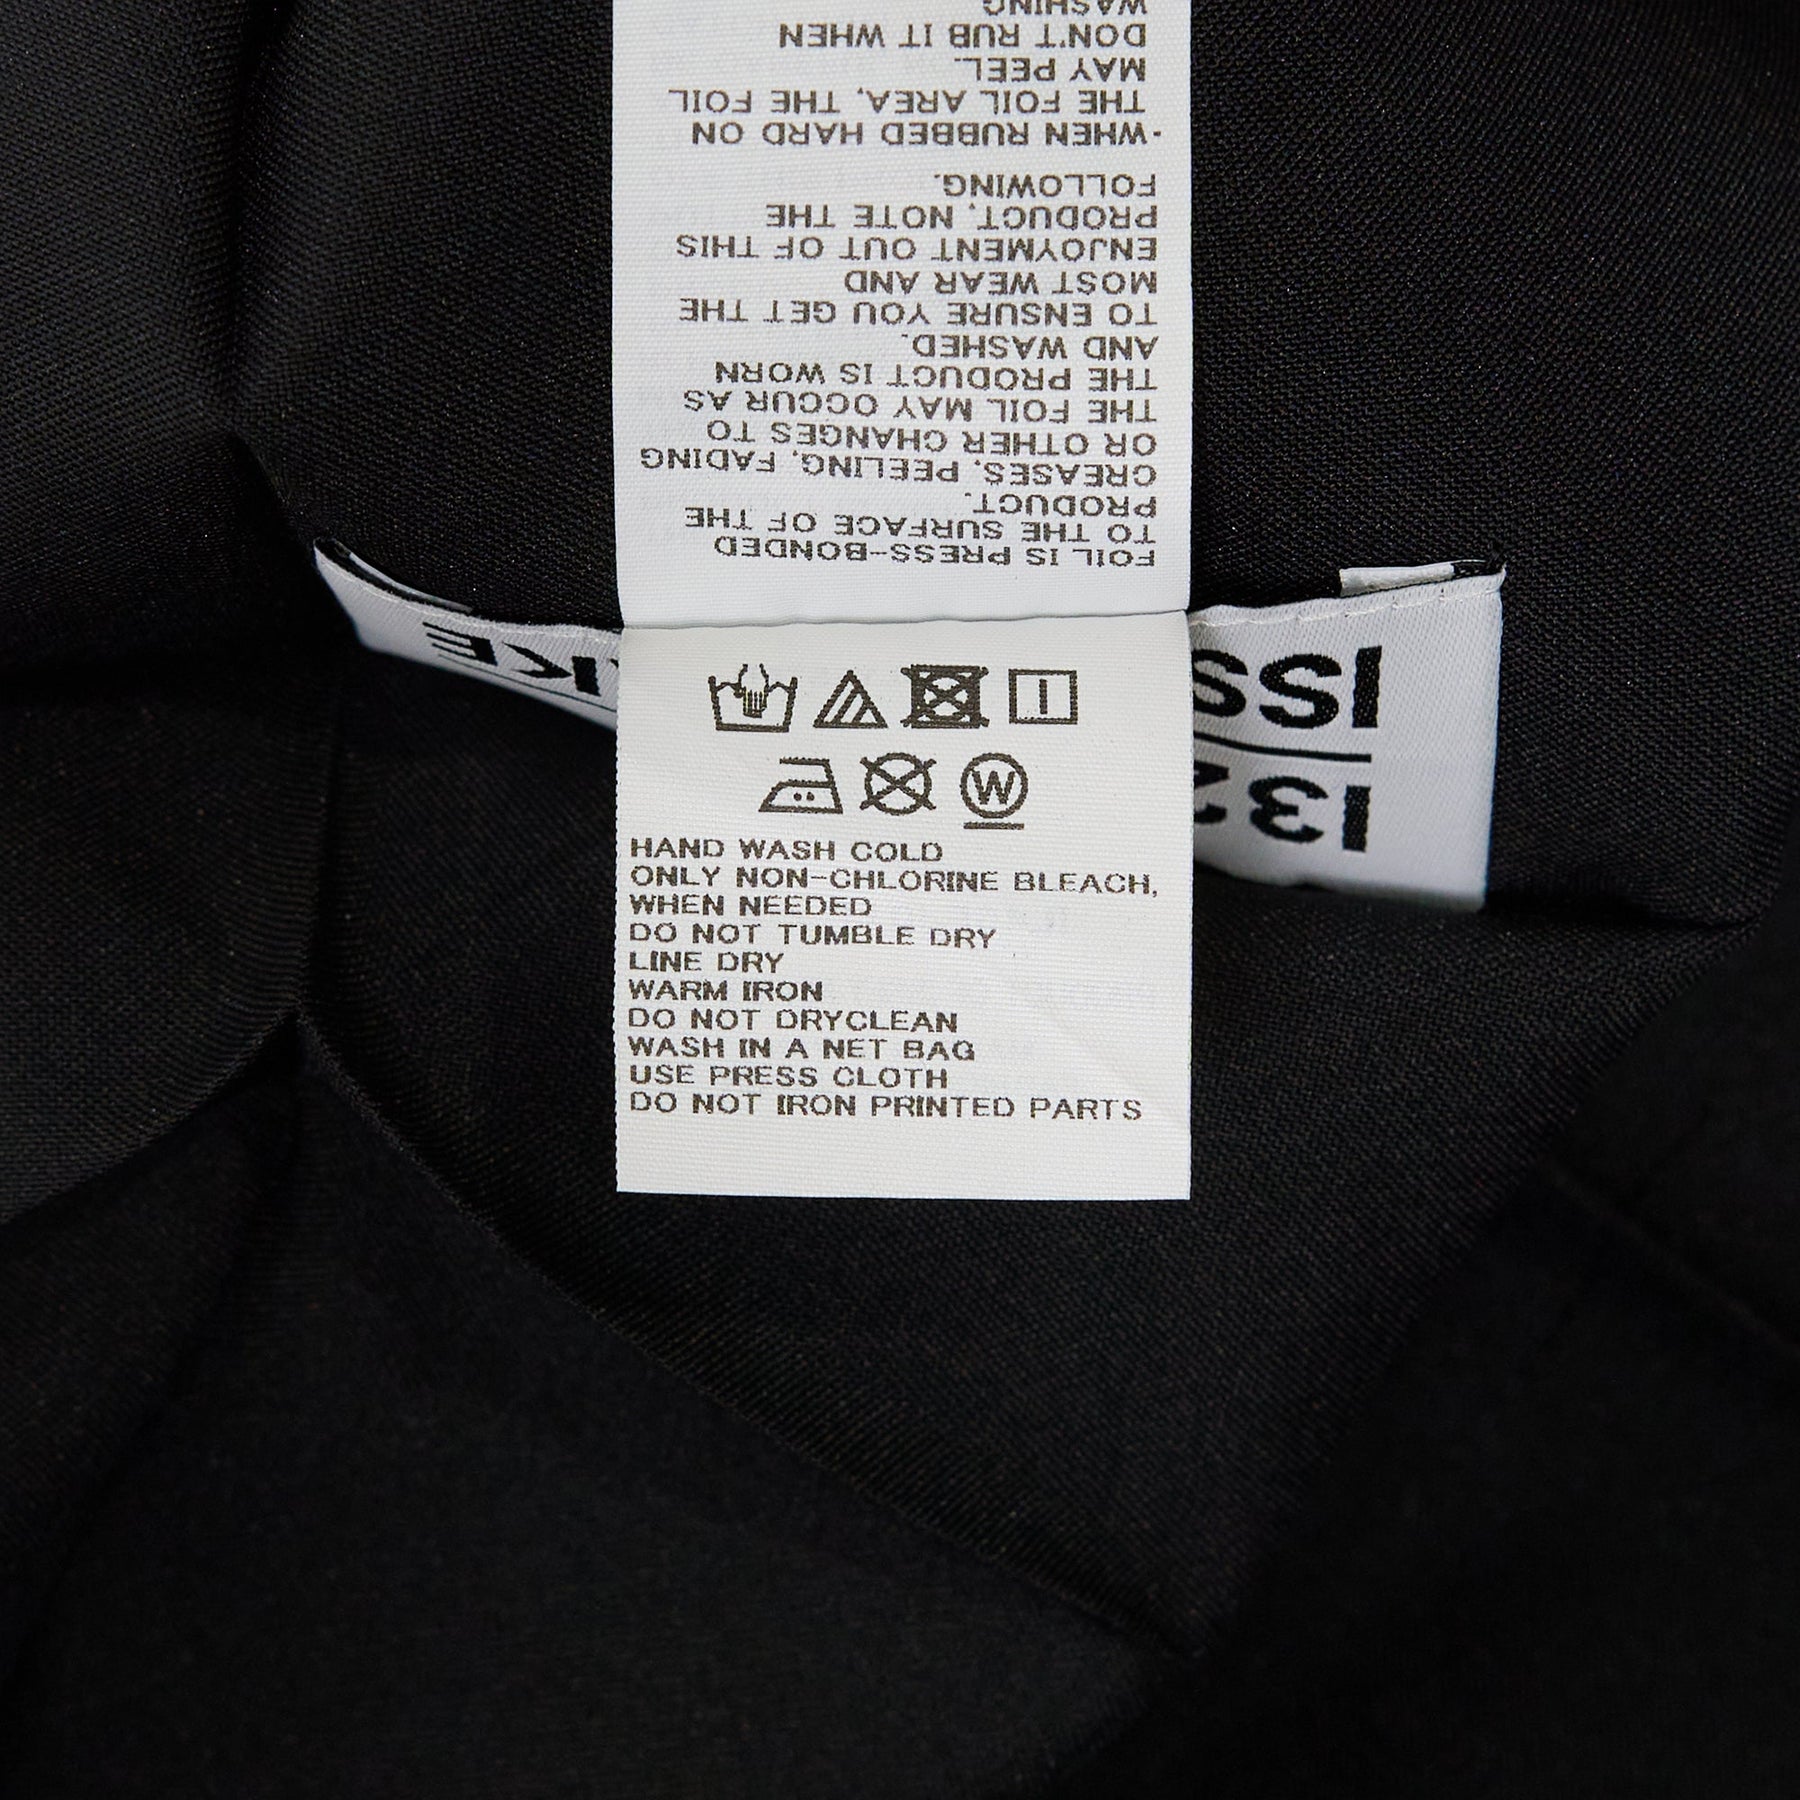 FOIL IS PRESS-BONDED
TO THE SURFACE OF THE
PRODUCT.
CREASES, PEELING, FADING
OR OTHER CHANGES TO
THE FOIL MAY OCCUR AS
THE PRODUCT IS WORN
AND WASHED.
TO ENSURE YOU GET THE
MOST WEAR AND
ENJOYMENT OUT OF THIS
PRODUCT, NOTE THE
FOLLOWING.
·WHEN RUBBED HARD ON
THE FOIL AREA, THE FOIL
MAY PEEL.
DON'T RUB IT WHEN
WASHING
132
ISS
KE
W
HAND WASH COLD
ONLY NON-CHLORINE BLEACH,
WHEN NEEDED
DO NOT TUMBLE DRY
LINE DRY
WARM IRON
DO NOT DRYCLEAN
WASH IN A NET BAG
USE PRESS CLOTH
DO NOT IRON PRINTED PARTS